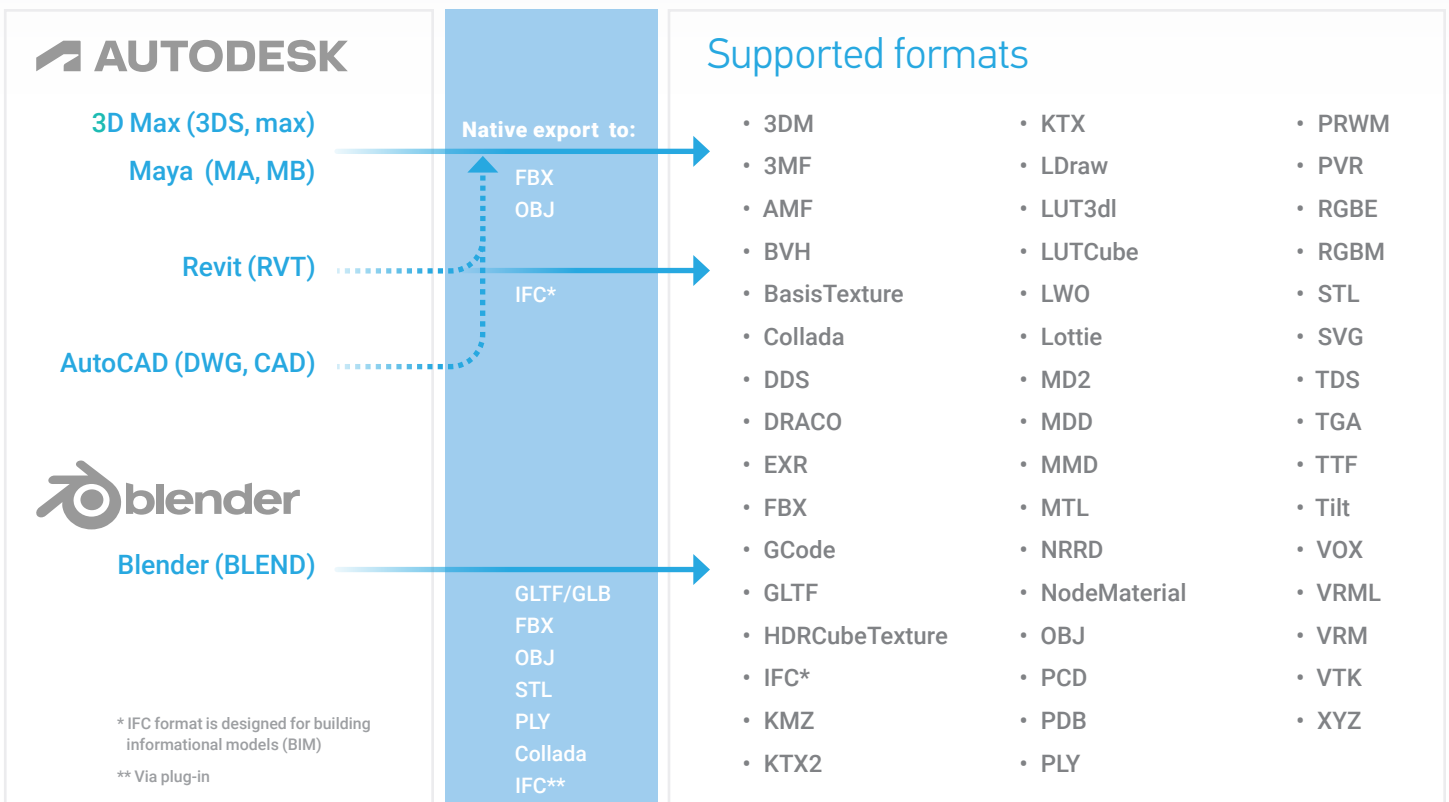 AUTODESK
3D Max (3DS, max)
Maya (MA, MB)
Revit (RVT)
AutoCAD (DWG, CAD)
blender
Blender (BLEND)
* IFC format is designed for building
informational models (BIM)
** Via plug-in
Native export to:
FBX
OBJ
IFC*
GLTF/GLB
FBX
OBJ
STL
PLY
Collada
IFC**
Supported formats
• 3DM
• 3MF
• AMF
• BVH
• BasisTexture
• Collada
• DDS
• DRACO
• EXR
• FBX
• GCode
• GLTF
• HDRCubeTexture
• IFC*
• KMZ
• KTX2
• KTX
• LDraw
• LUT3dl
• LUTCube
• LWO
• Lottie
• MD2
• MDD
• MMD
• MTL
• NRRD
• NodeMaterial
• OBJ
• PCD
• PDB
• PLY
• PRWM
• PVR
• RGBE
• RGBM
• STL
• SVG
• TDS
• TGA
• TTF
• Tilt
• VOX
• VRML
• VRM
• VTK
• XYZ